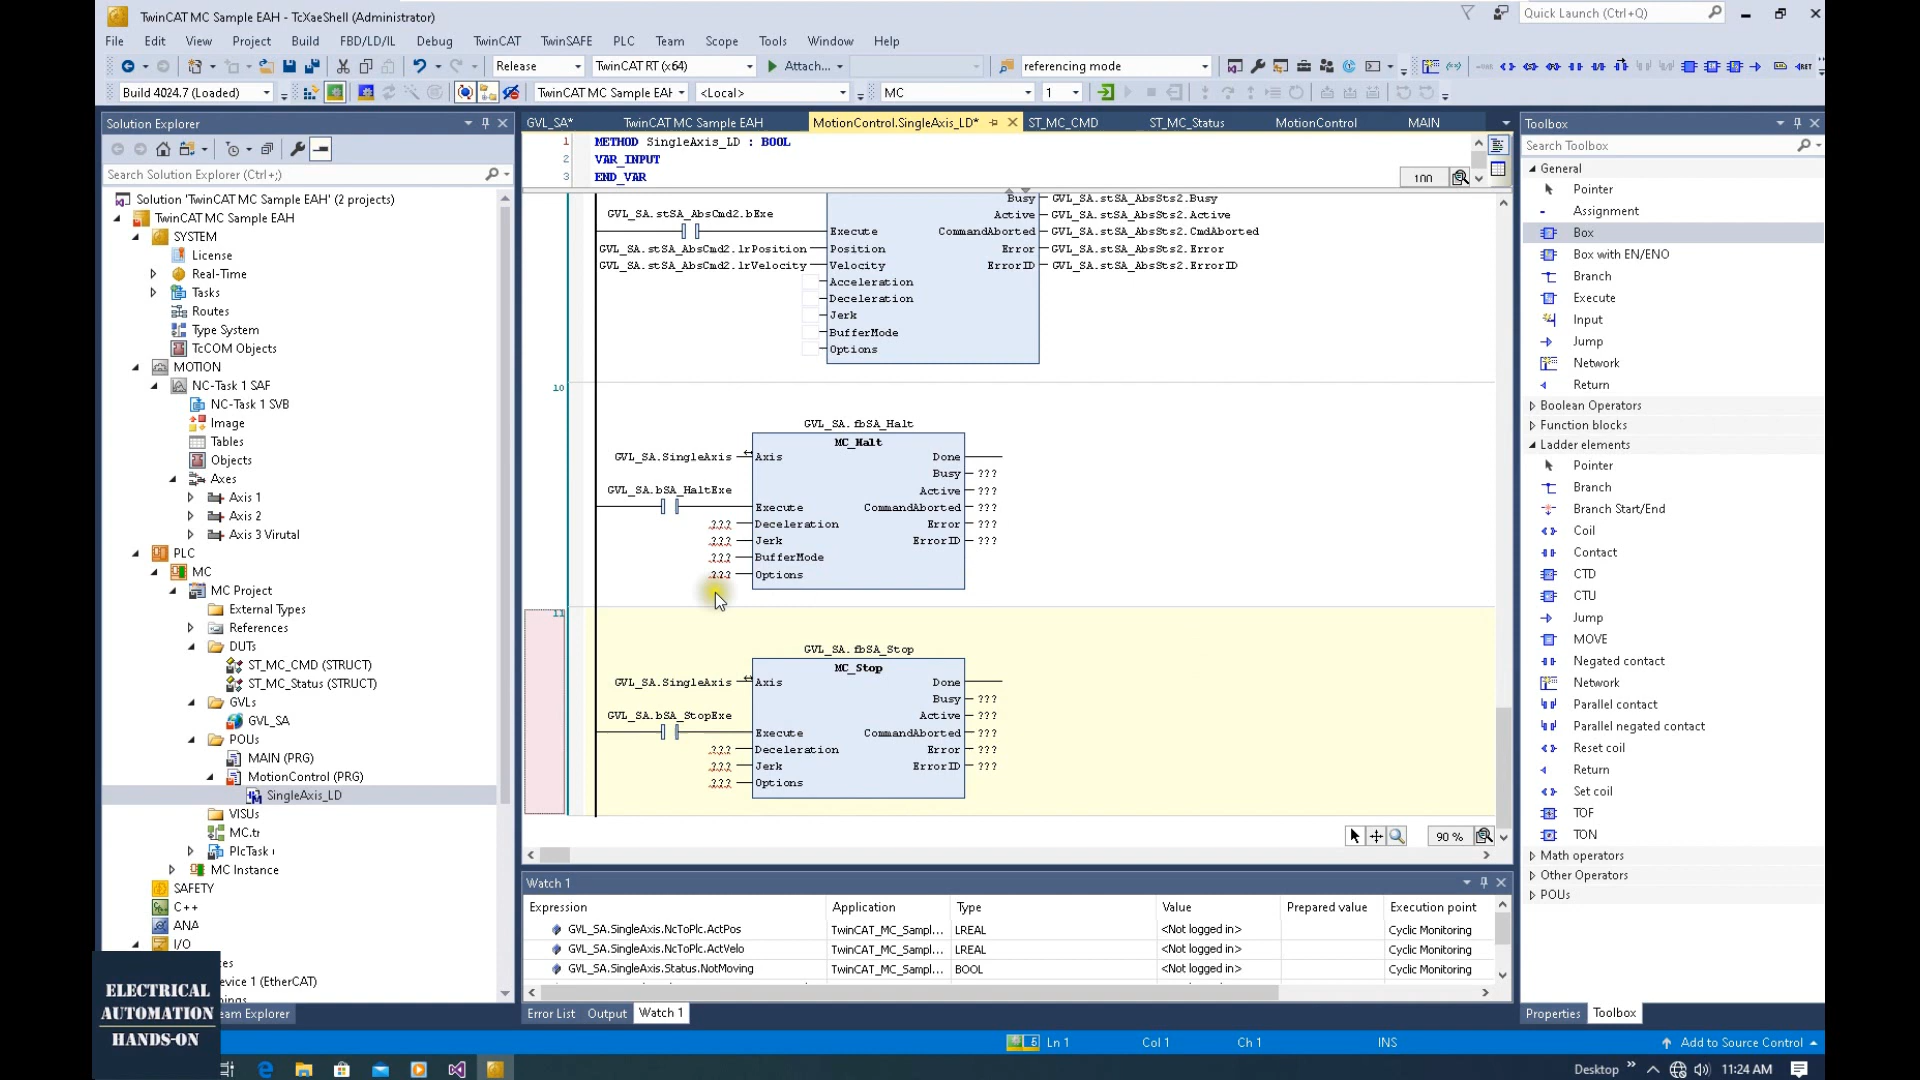 TwinCAT MC Sample EAH - TcXaeShell (Administrator)
Quick Launch (Ctrl+Q)
File Edit View Project Build FBD/LD/IL Debug TwinCAT TwinSAFE PLC Team Scope Tools Window Help
Release TwinCAT RT (x64) Attach... referencing mode
Build 4024.7 (Loaded) TwinCAT MC Sample EAH <Local> MC 1
Solution Explorer
Search Solution Explorer (Ctrl+;)
Solution 'TwinCAT MC Sample EAH' (2 projects)
TwinCAT MC Sample EAH
SYSTEM
License
Real-Time
Tasks
Routes
Type System
TcCOM Objects
MOTION
NC-Task 1 SAF
NC-Task 1 SVB
Image
Tables
Objects
Axes
Axis 1
Axis 2
Axis 3 Virutal
PLC
MC
MC Project
External Types
References
DUTs
ST_MC_CMD (STRUCT)
ST_MC_Status (STRUCT)
GVLs
GVL_SA
POUs
MAIN (PRG)
MotionControl (PRG)
SingleAxis_LD
VISUs
MC.tr
PlcTask
MC Instance
SAFETY
C++
ANA
I/O
evice 1 (EtherCAT)
ELECTRICAL
AUTOMATION
HANDS-ON
eam Explorer
GVL_SA* TwinCAT MC Sample EAH MotionControl.SingleAxis_LD* ST_MC_CMD ST_MC_Status MotionControl MAIN
1 METHOD SingleAxis_LD : BOOL
2 VAR_INPUT
3 END_VAR
100
Busy GVL_SA.stSA_AbsSts2.Busy
GVL_SA.stSA_AbsCmd2.bExe Active GVL_SA.stSA_AbsSts2.Active
Execute CommandAborted GVL_SA.stSA_AbsSts2.CmdAborted
GVL_SA.stSA_AbsCmd2.lrPosition Position Error GVL_SA.stSA_AbsSts2.Error
GVL_SA.stSA_AbsCmd2.lrVelocity Velocity ErrorID GVL_SA.stSA_AbsSts2.ErrorID
Acceleration
Deceleration
Jerk
BufferMode
Options
10
GVL_SA.fbSA_Halt
MC_Halt
GVL_SA.SingleAxis Axis Done
Busy ???
GVL_SA.bSA_HaltExe Active ???
Execute CommandAborted ???
??? Deceleration Error ???
??? Jerk ErrorID ???
??? BufferMode
??? Options
11
GVL_SA.fbSA_Stop
MC_Stop
GVL_SA.SingleAxis Axis Done
Busy ???
GVL_SA.bSA_StopExe Active ???
Execute CommandAborted ???
??? Deceleration Error ???
??? Jerk ErrorID ???
??? Options
90 %
Watch 1
Expression Application Type Value Prepared value Execution point
GVL_SA.SingleAxis.NcToPlc.ActPos TwinCAT_MC_Sampl... LREAL <Not logged in> Cyclic Monitoring
GVL_SA.SingleAxis.NcToPlc.ActVelo TwinCAT_MC_Sampl... LREAL <Not logged in> Cyclic Monitoring
GVL_SA.SingleAxis.Status.NotMoving TwinCAT_MC_Sampl... BOOL <Not logged in> Cyclic Monitoring
Error List Output Watch 1
Toolbox
Search Toolbox
General
Pointer
Assignment
Box
Box with EN/ENO
Branch
Execute
Input
Jump
Network
Return
Boolean Operators
Function blocks
Ladder elements
Pointer
Branch
Branch Start/End
Coil
Contact
CTD
CTU
Jump
MOVE
Negated contact
Network
Parallel contact
Parallel negated contact
Reset coil
Return
Set coil
TOF
TON
Math operators
Other Operators
POUs
Properties Toolbox
5 Ln 1 Col 1 Ch 1 INS Add to Source Control
Desktop 11:24 AM